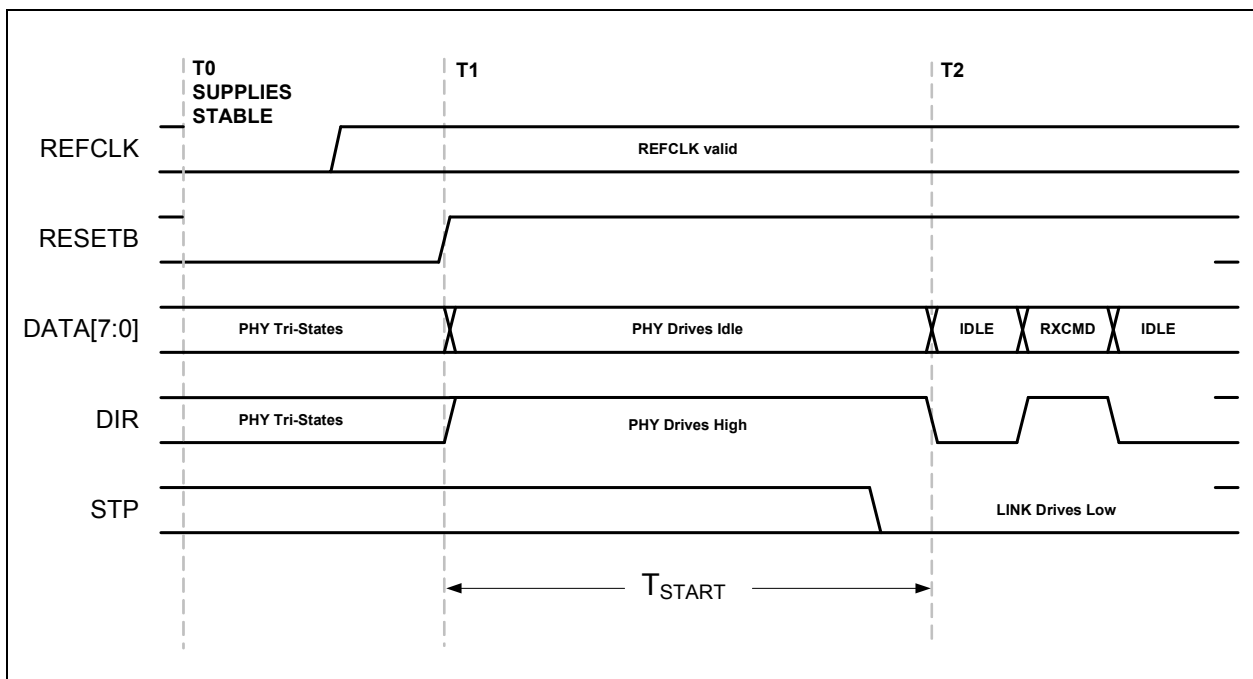 T0
SUPPLIES
STABLE
T1
T2
REFCLK
REFCLK valid
RESETB
DATA[7:0]
PHY Tri-States
PHY Drives Idle
IDLE
RXCMD
IDLE
DIR
PHY Tri-States
PHY Drives High
STP
LINK Drives Low
TSTART